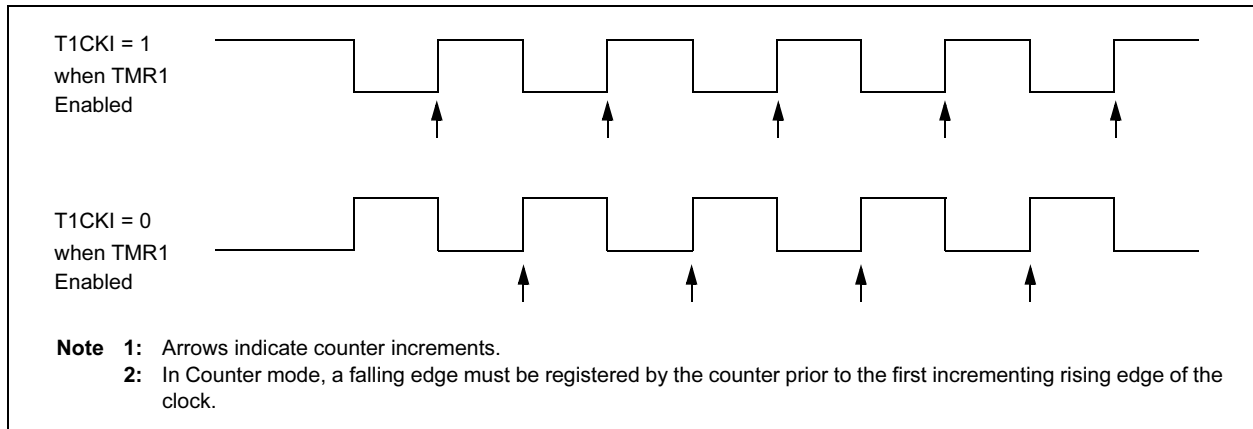 T1CKI = 1
when TMR1
Enabled
T1CKI = 0
when TMR1
Enabled
Note 1: Arrows indicate counter increments.
2: In Counter mode, a falling edge must be registered by the counter prior to the first incrementing rising edge of the
clock.